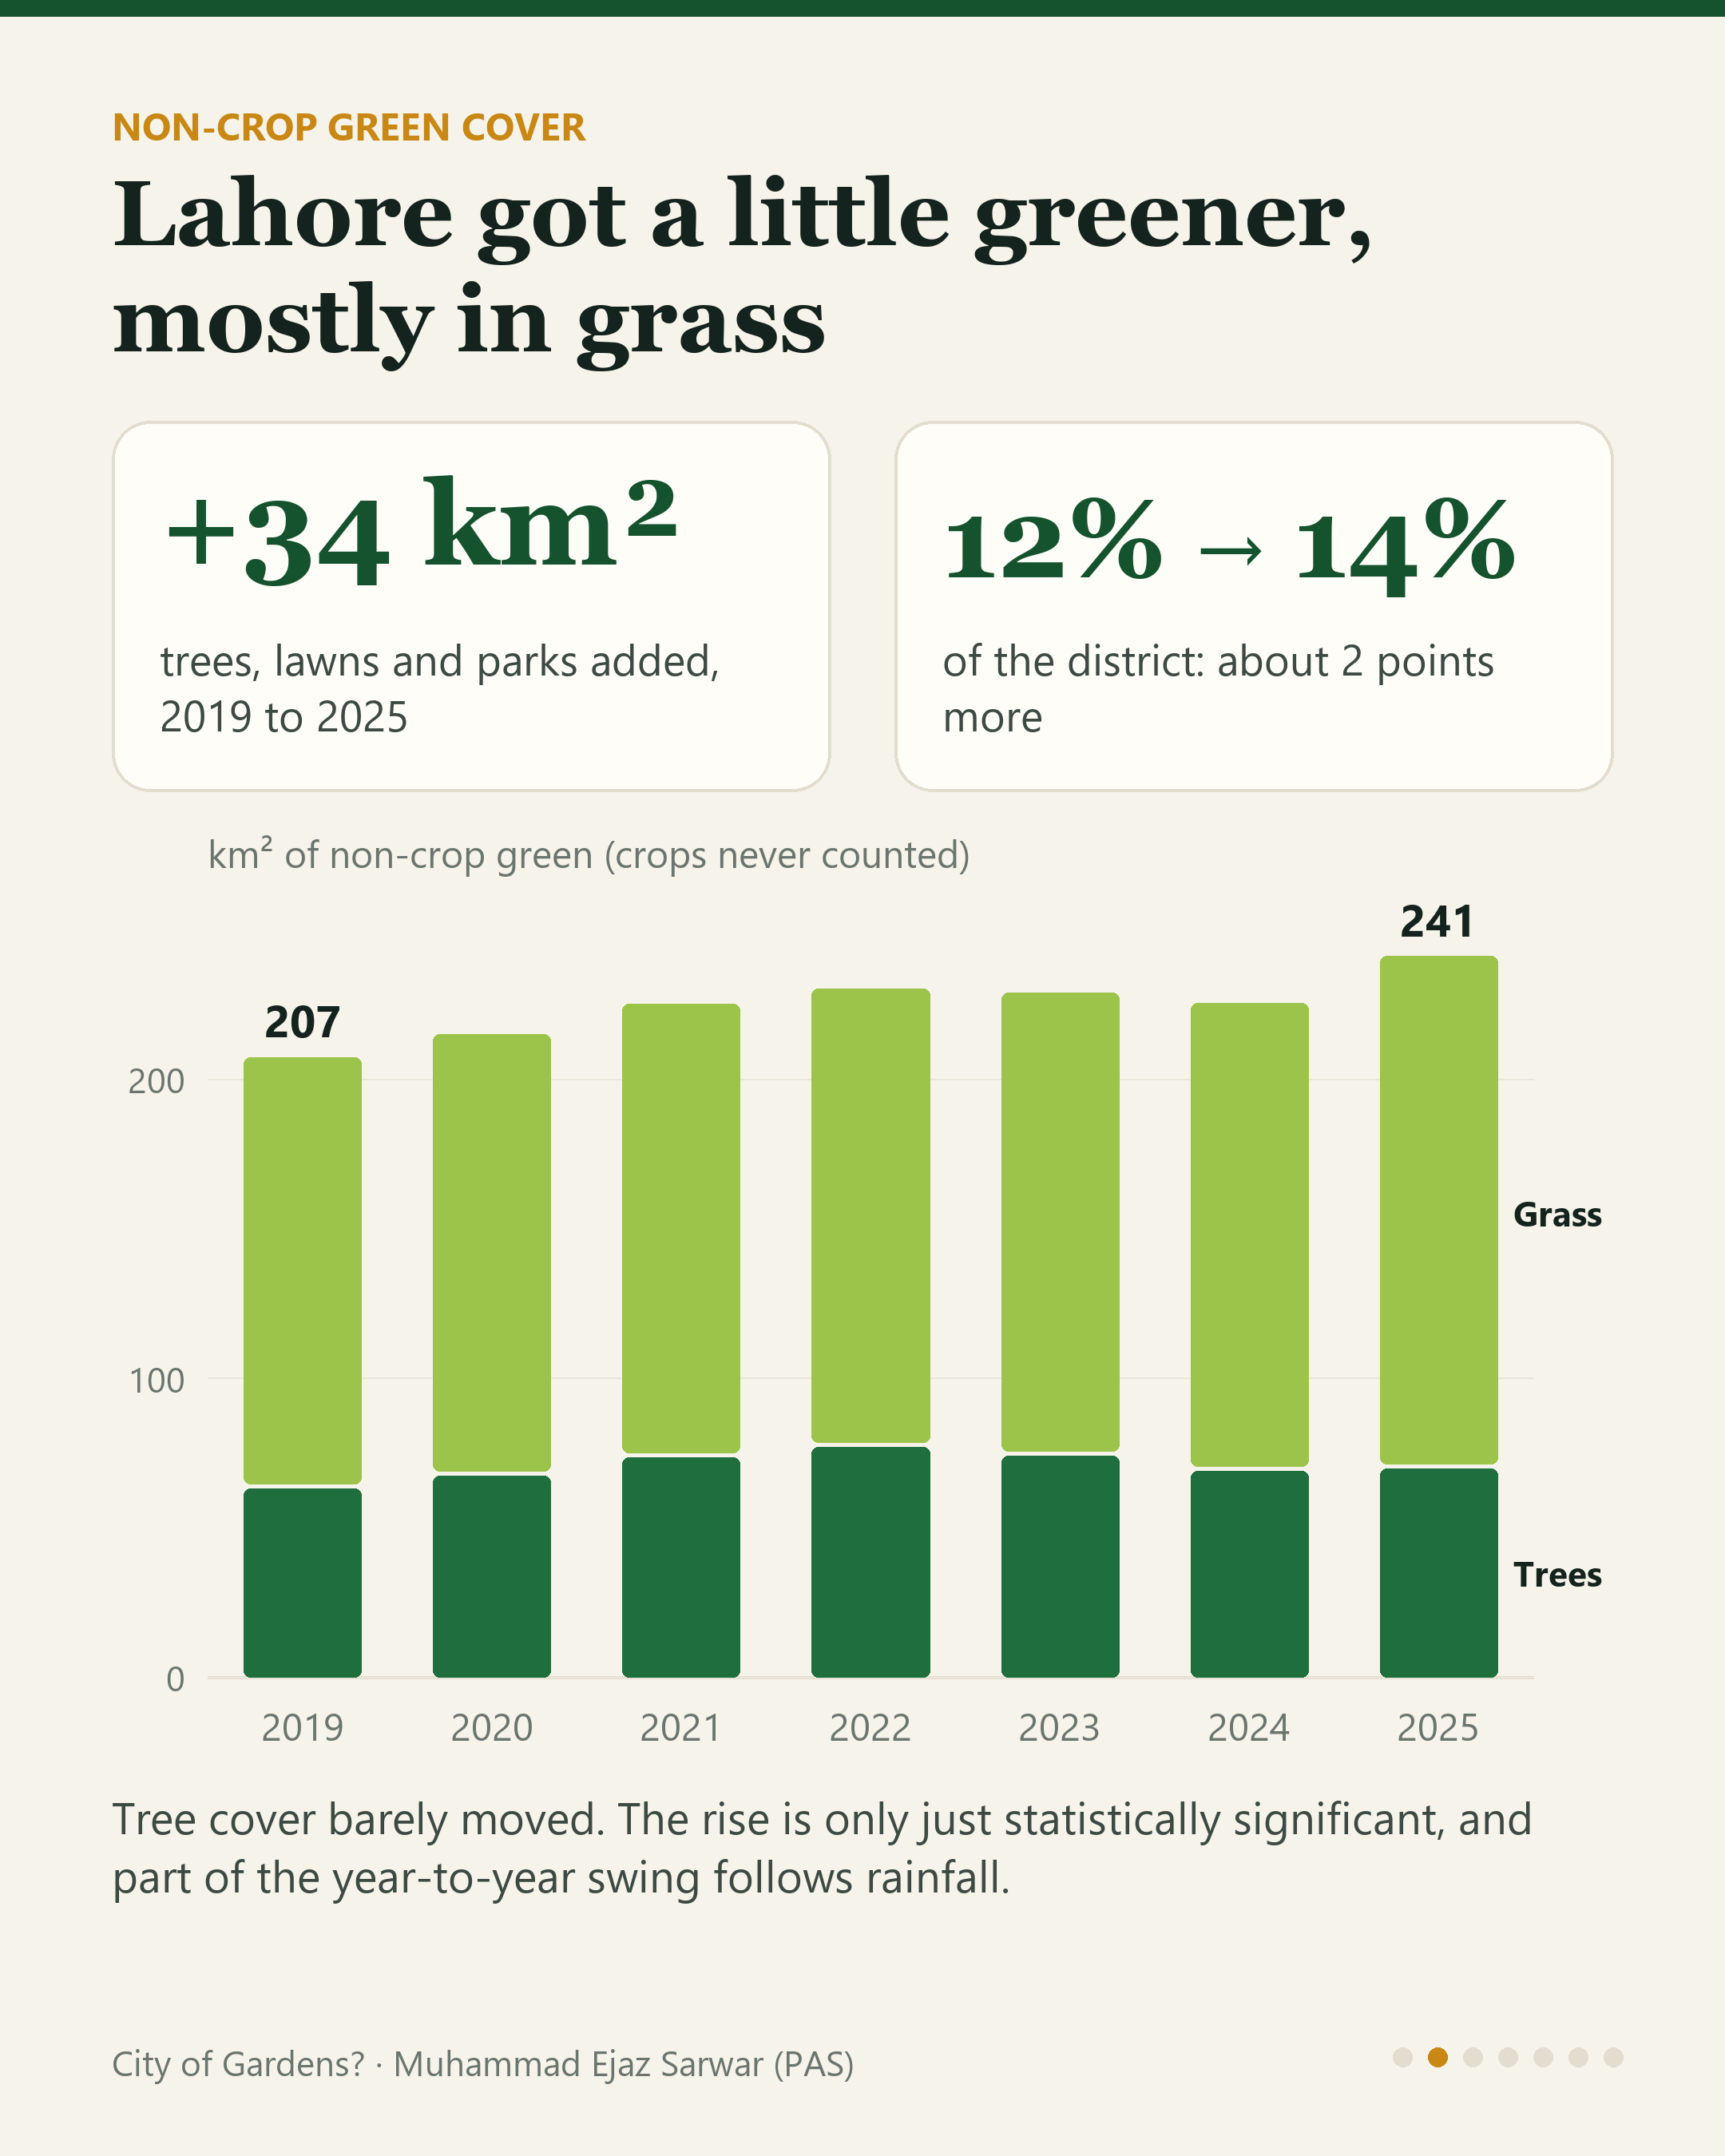 NON-CROP GREEN COVER
Lahore got a little greener,
mostly in grass
+34 km²
trees, lawns and parks added,
2019 to 2025
12% → 14%
of the district: about 2 points
more
km² of non-crop green (crops never counted)
241
207
200
Grass
100
Trees
0
2019 2020 2021 2022 2023 2024 2025
Tree cover barely moved. The rise is only just statistically significant, and
part of the year-to-year swing follows rainfall.
City of Gardens? · Muhammad Ejaz Sarwar (PAS)